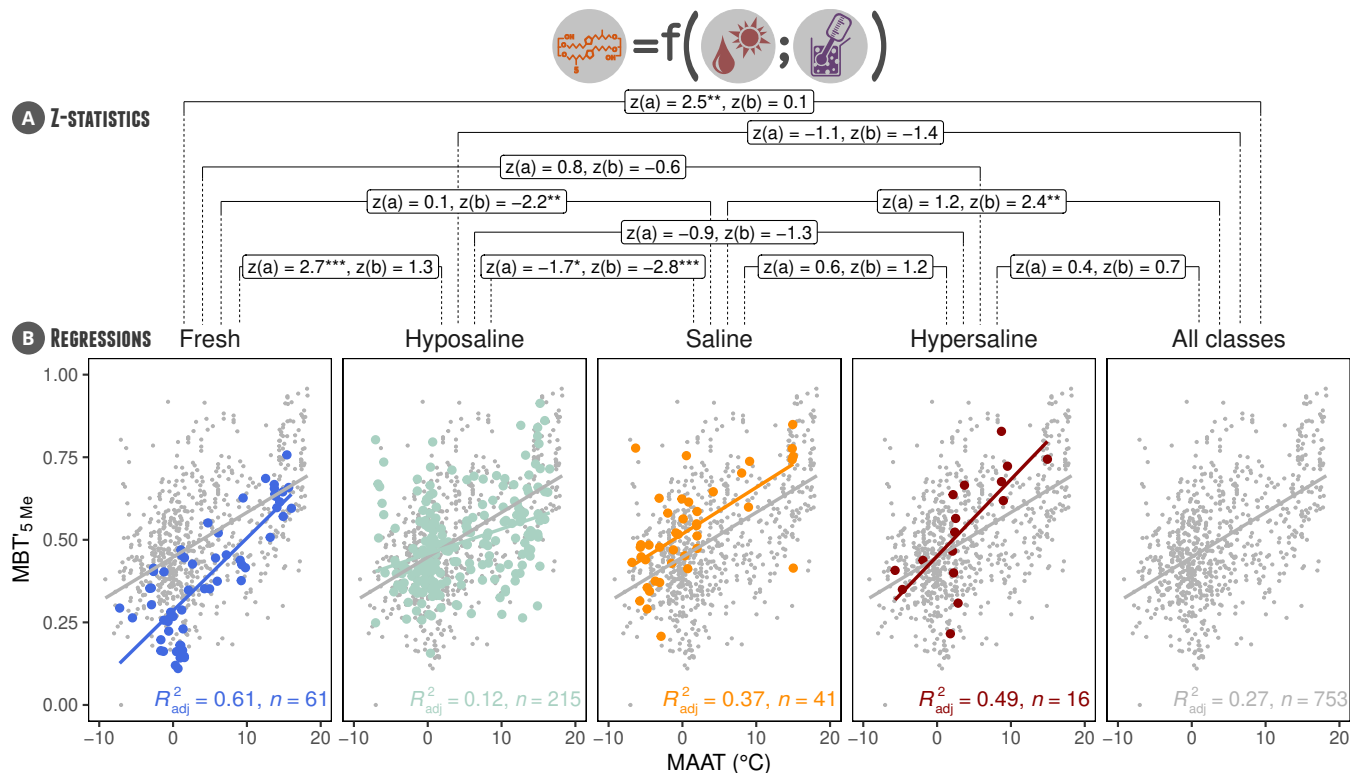 OH
O
O
O
O
OH
5
=f( ; )
A Z-STATISTICS
z(a) = 2.5**, z(b) = 0.1
z(a) = −1.1, z(b) = −1.4
z(a) = 0.8, z(b) = −0.6
z(a) = 0.1, z(b) = −2.2**
z(a) = 1.2, z(b) = 2.4**
z(a) = −0.9, z(b) = −1.3
z(a) = 2.7***, z(b) = 1.3
z(a) = −1.7*, z(b) = −2.8***
z(a) = 0.6, z(b) = 1.2
z(a) = 0.4, z(b) = 0.7
B REGRESSIONS
Fresh
Hyposaline
Saline
Hypersaline
All classes
MBT'5 Me
1.00
0.75
0.50
0.25
0.00
R²adj = 0.61, n = 61
R²adj = 0.12, n = 215
R²adj = 0.37, n = 41
R²adj = 0.49, n = 16
R²adj = 0.27, n = 753
−10 0 10 20
−10 0 10 20
−10 0 10 20
−10 0 10 20
−10 0 10 20
MAAT (°C)